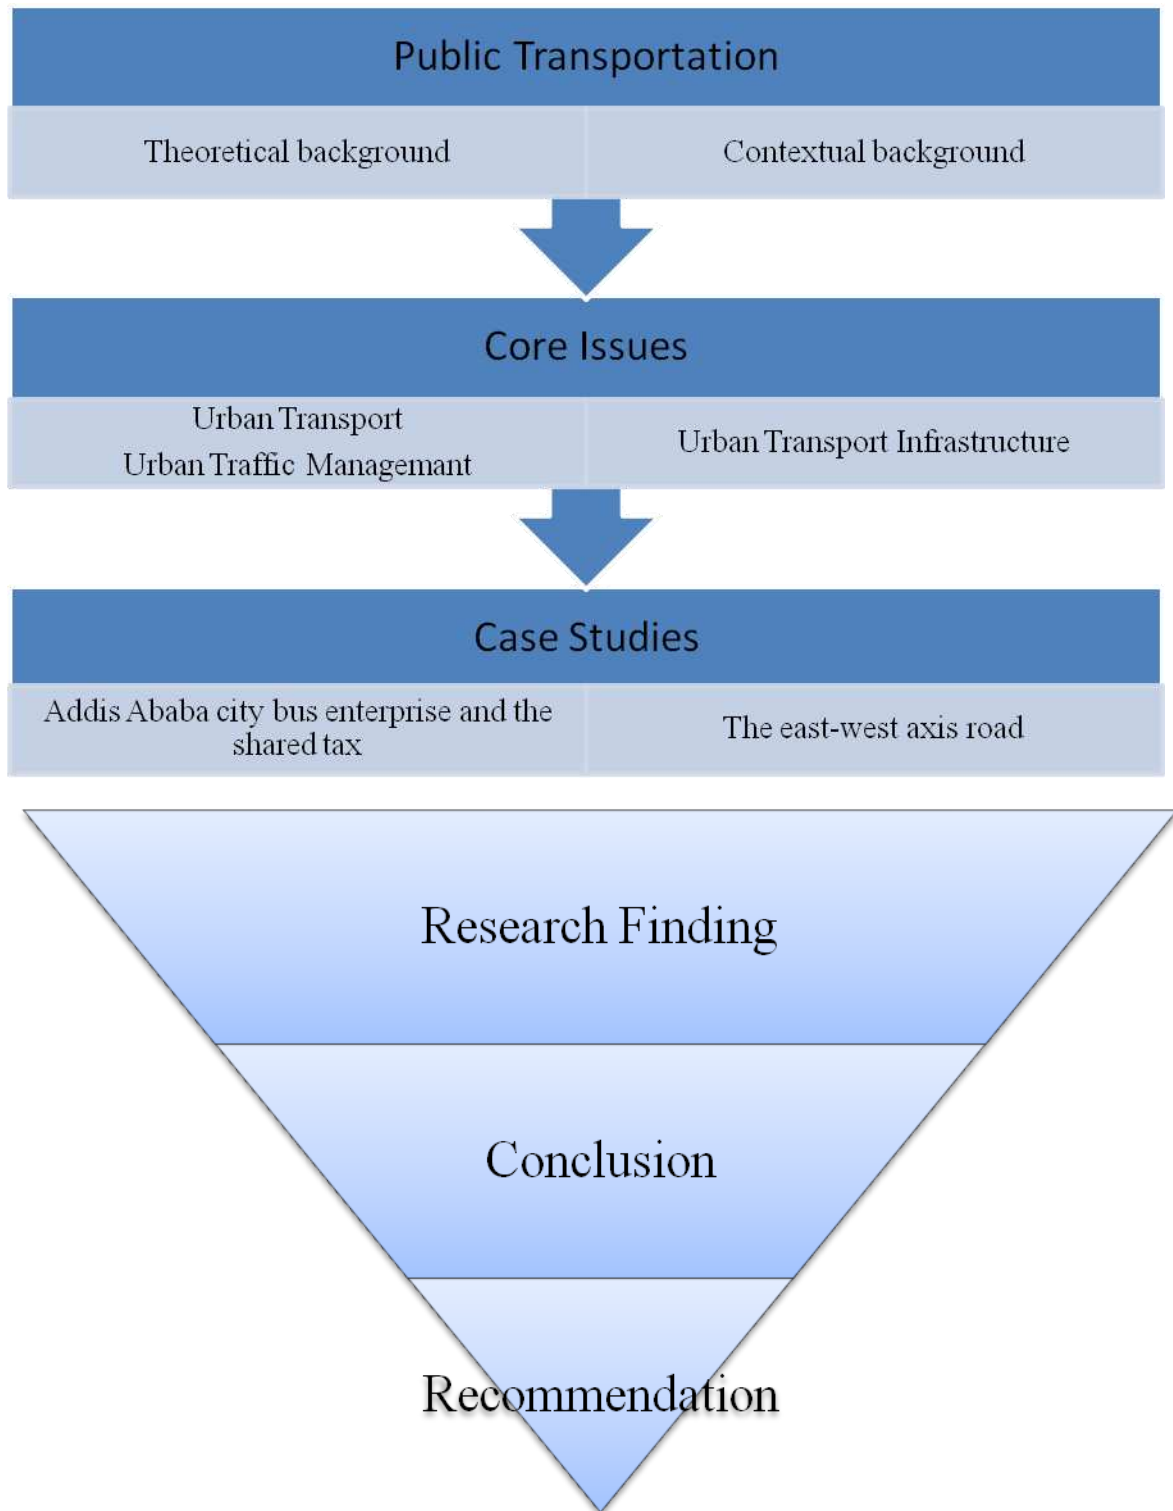 Public Transportation
Theoretical background
Contextual background
Core Issues
Urban Transport
Urban Traffic Managemant
Urban Transport Infrastructure
Case Studies
Addis Ababa city bus enterprise and the
shared tax
The east-west axis road
Research Finding
Conclusion
Recommendation